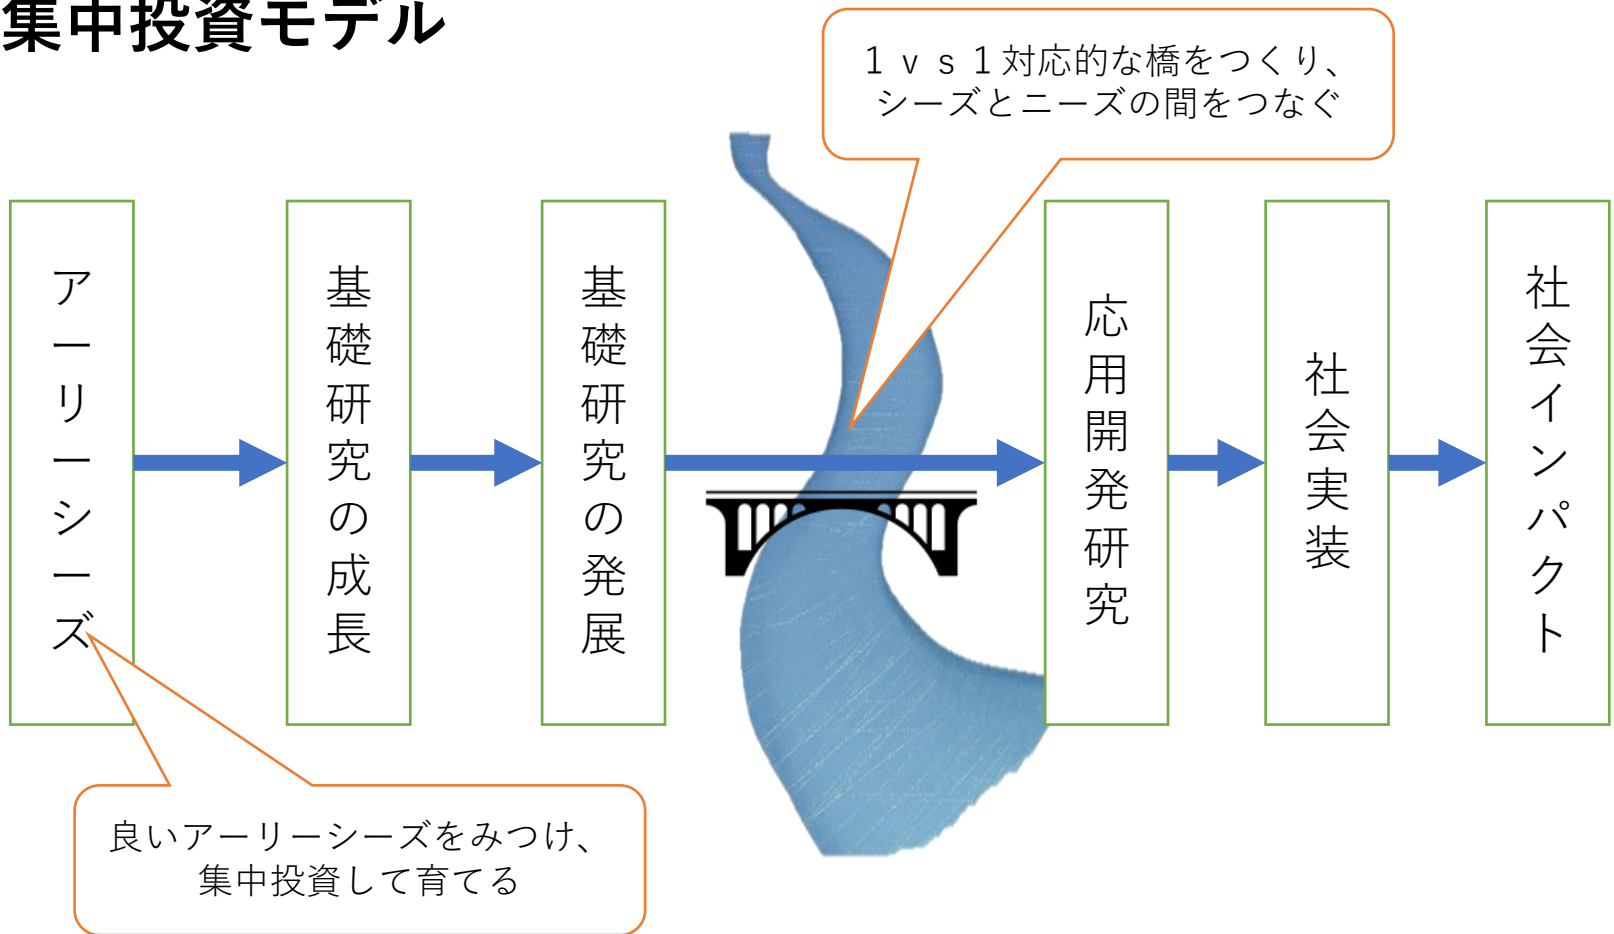 集中投資モデル
１ｖｓ１対応的な橋をつくり、
シーズとニーズの間をつなぐ
アーリーシーズ
基礎研究の成長
基礎研究の発展
応用開発研究
社会実装
社会インパクト
良いアーリーシーズをみつけ、
集中投資して育てる